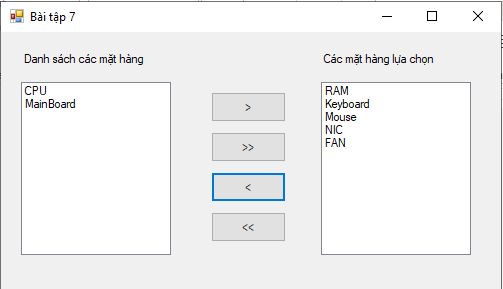 Bài tập 7
Danh sách các mặt hàng
Các mặt hàng lựa chọn
CPU
MainBoard
>
>>
<
<<
RAM
Keyboard
Mouse
NIC
FAN